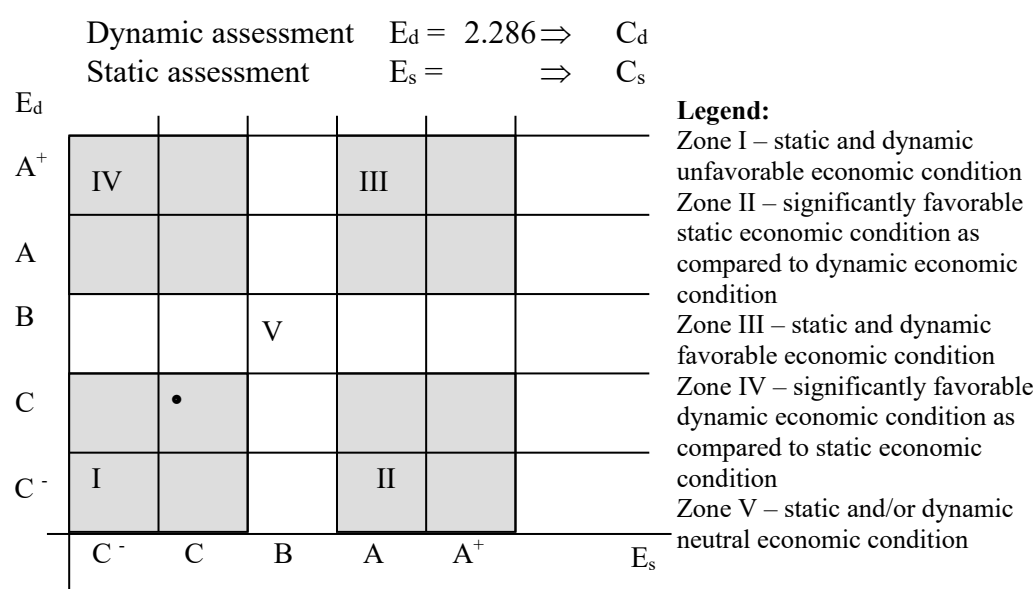 Dynamic assessment E_d = 2.286 ⇒ C_d
Static assessment E_s = ⇒ C_s
E_d
A⁺
IV
III
A
B
V
C
C ⁻
I
II
C ⁻ C B A A⁺ E_s
Legend:
Zone I – static and dynamic
unfavorable economic condition
Zone II – significantly favorable
static economic condition as
compared to dynamic economic
condition
Zone III – static and dynamic
favorable economic condition
Zone IV – significantly favorable
dynamic economic condition as
compared to static economic
condition
Zone V – static and/or dynamic
neutral economic condition